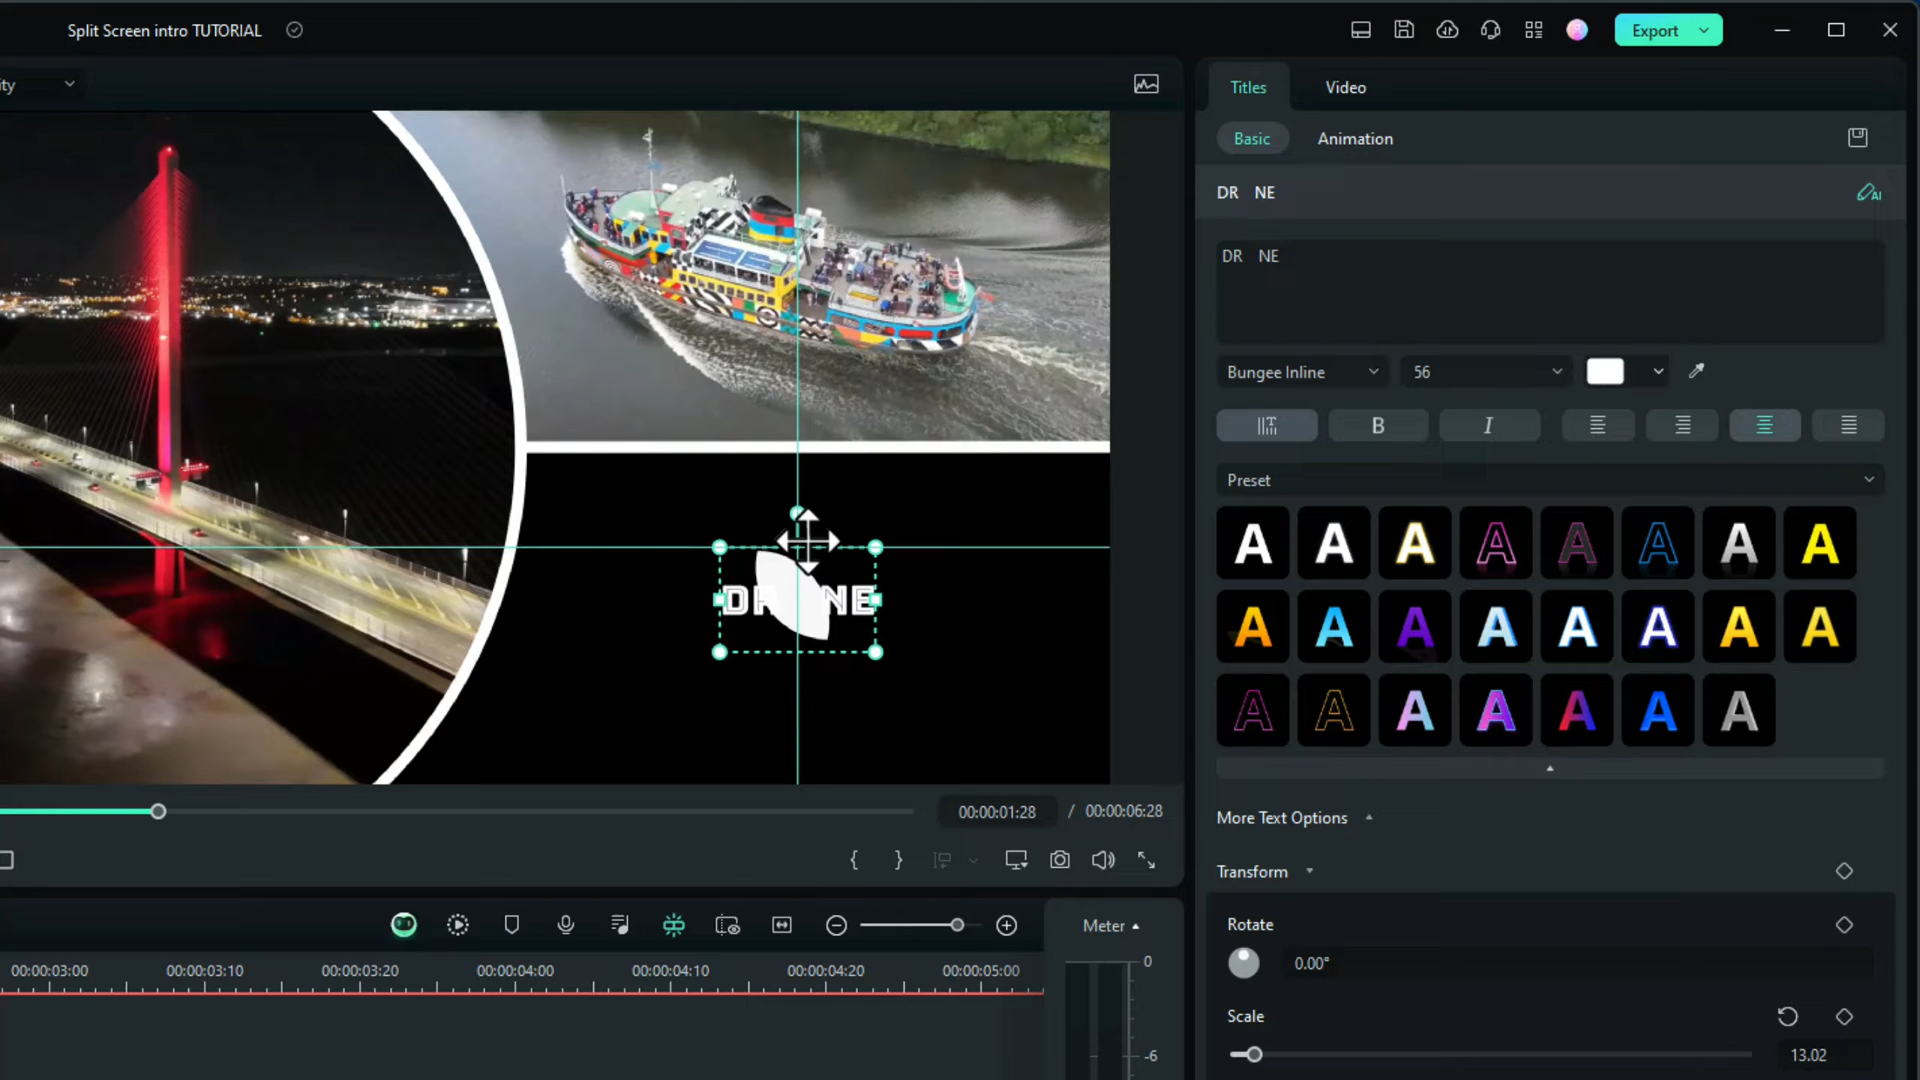 Split Screen intro TUTORIAL
Export
ity
Titles
Video
Basic
Animation
DR NE
AI
DR NE
Bungee Inline
56
B
I
Preset
A A A A A A A A
A A A A A A A A
A A A A A A A
DR NE
00:00:01:28 / 00:00:06:28
{ }
More Text Options
Transform
Rotate
0.00°
Scale
13.02
Meter
0
-6
00:00:03:00 00:00:03:10 00:00:03:20 00:00:04:00 00:00:04:10 00:00:04:20 00:00:05:00